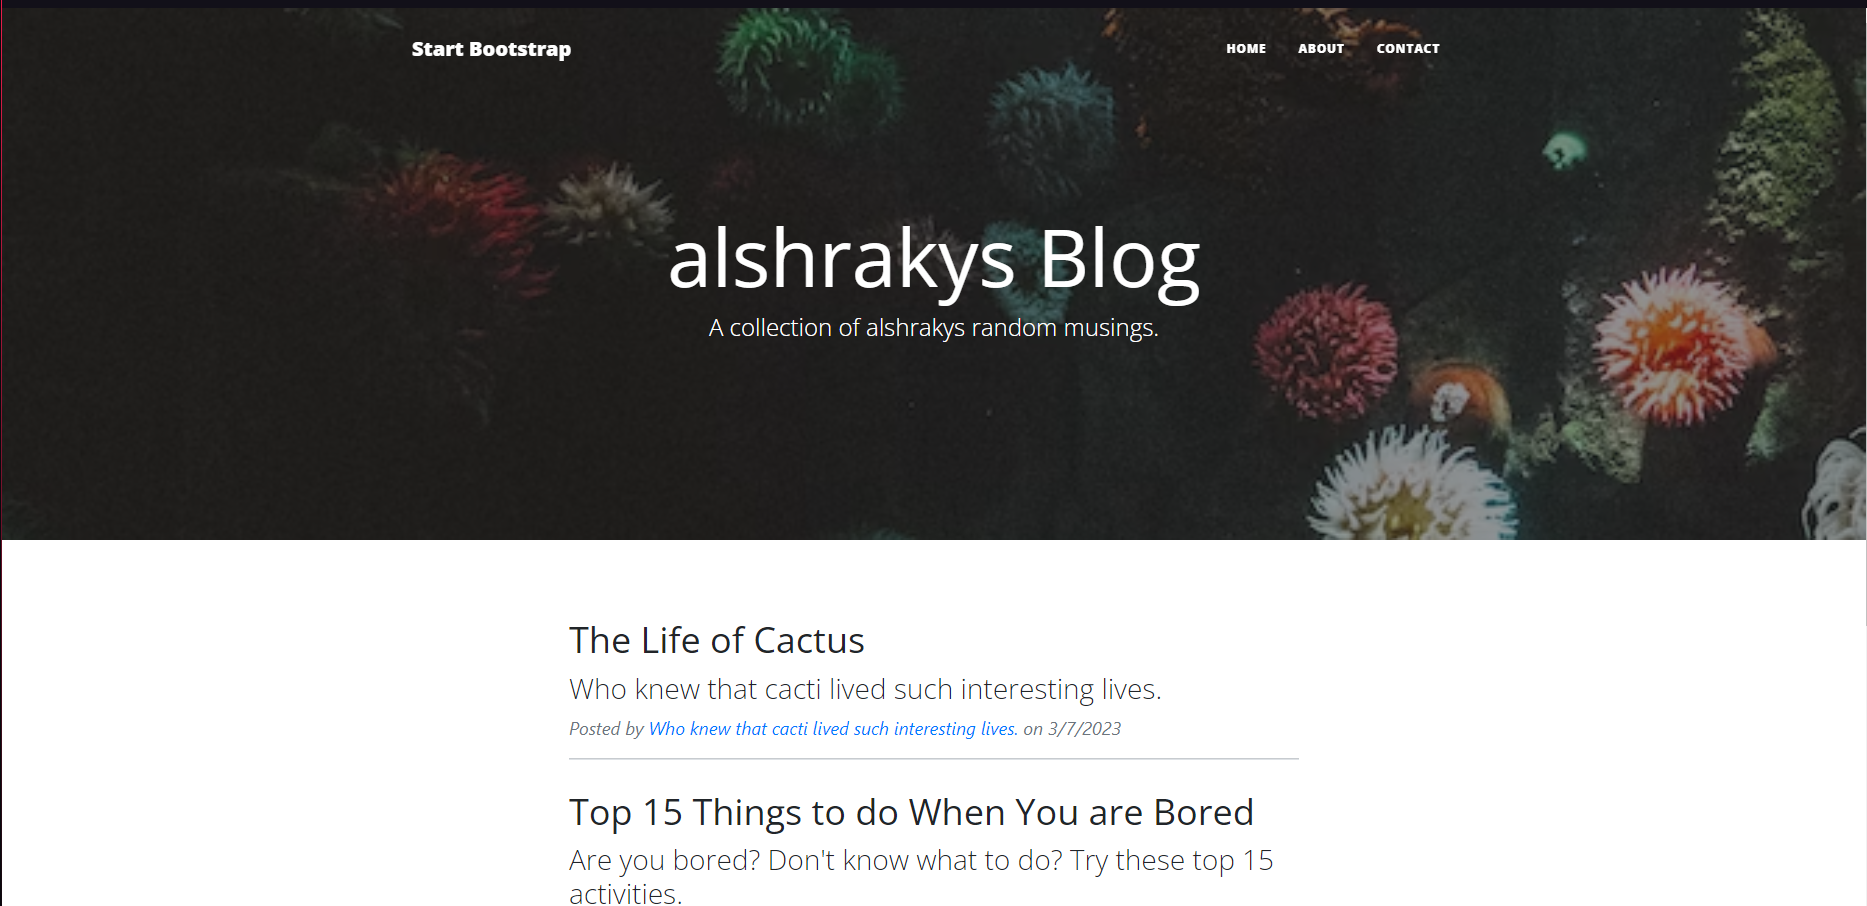 Start Bootstrap
HOME ABOUT CONTACT
alshrakys Blog
A collection of alshrakys random musings.
The Life of Cactus
Who knew that cacti lived such interesting lives.
Posted by Who knew that cacti lived such interesting lives. on 3/7/2023
Top 15 Things to do When You are Bored
Are you bored? Don't know what to do? Try these top 15
activities.